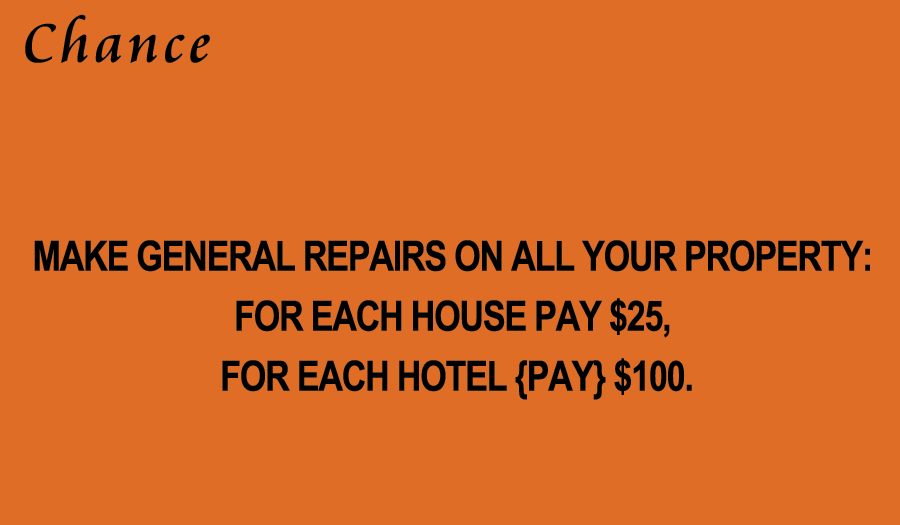 Chance
MAKE GENERAL REPAIRS ON ALL YOUR PROPERTY:
FOR EACH HOUSE PAY $25,
FOR EACH HOTEL {PAY} $100.